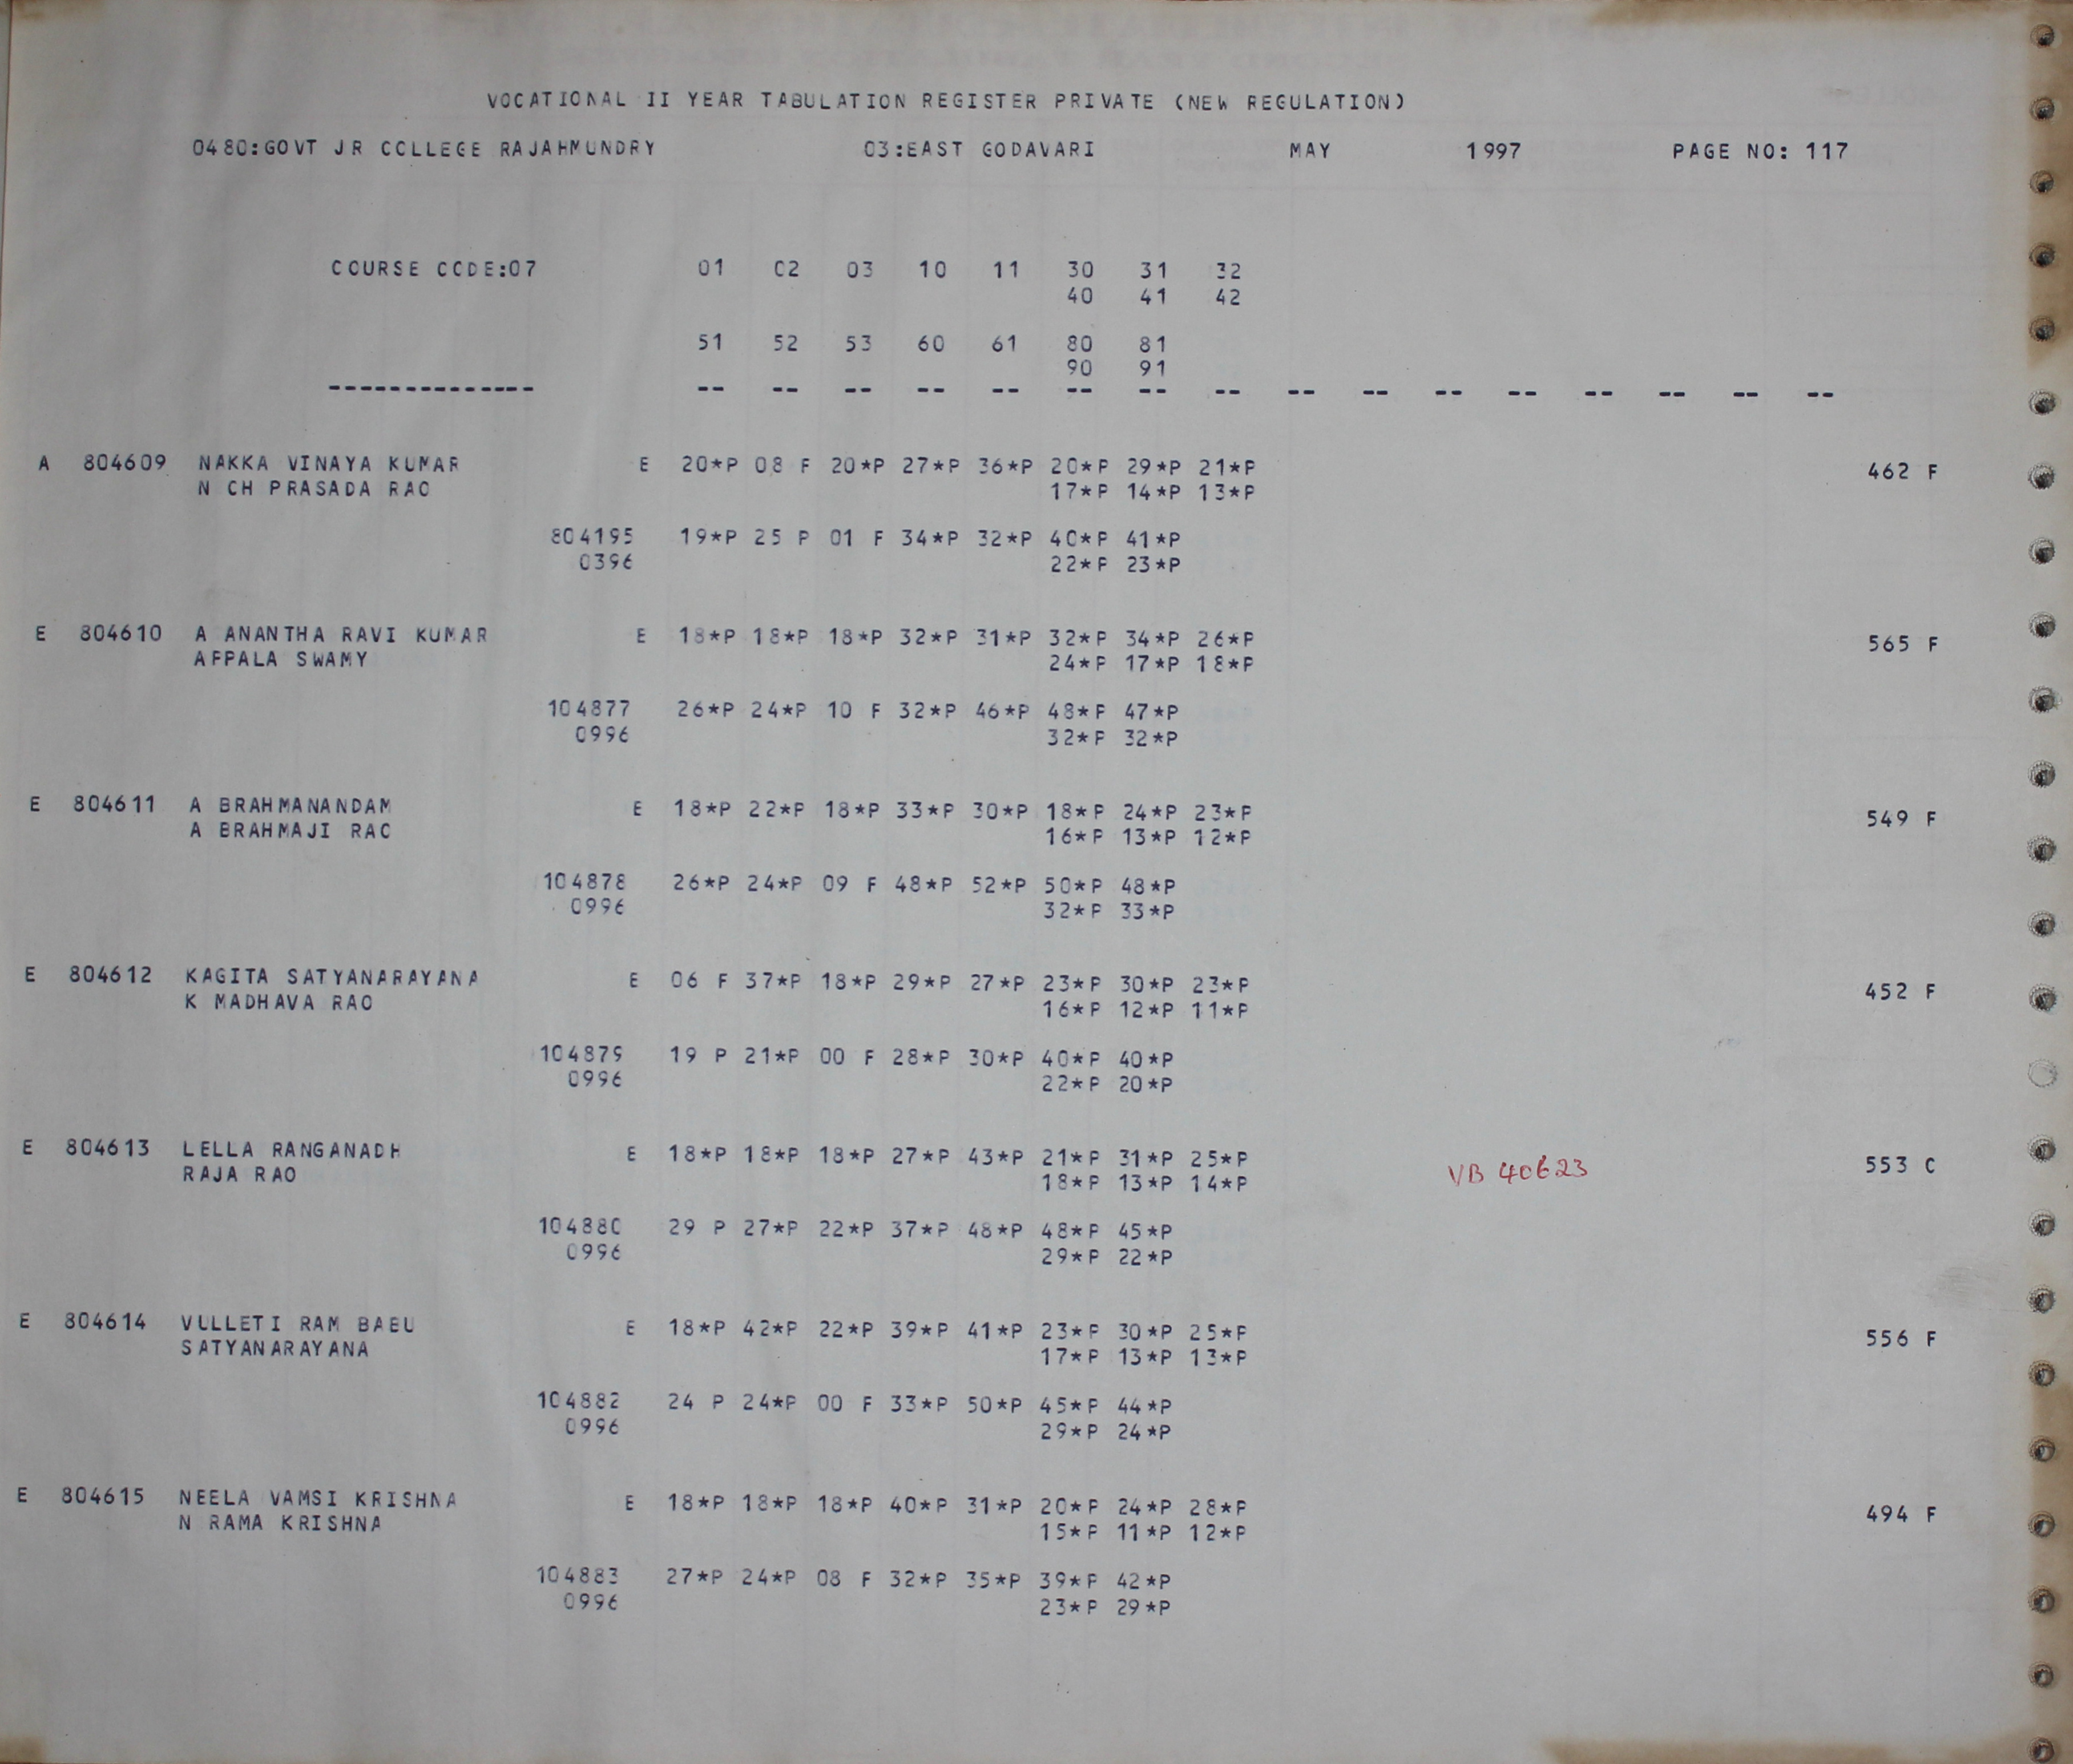 VOCATIONAL II YEAR TABULATION REGISTER PRIVATE (NEW REGULATION)
0480:GOVT JR COLLEGE RAJAHMUNDRY 03:EAST GODAVARI MAY 1997 PAGE NO: 117
COURSE CODE:07 01 02 03 10 11 30 31 32
40 41 42
51 52 53 60 61 80 81
90 91
-------------- -- -- -- -- -- -- -- -- -- -- -- -- -- -- -- --
A 804609 NAKKA VINAYA KUMAR E 20*P 08 F 20*P 27*P 36*P 20*P 29*P 21*P 462 F
N CH PRASADA RAO 17*P 14*P 13*P
804195 19*P 25 P 01 F 34*P 32*P 40*P 41*P
0396 22*P 23*P
E 804610 A ANANTHA RAVI KUMAR E 18*P 18*P 18*P 32*P 31*P 32*P 34*P 26*P 565 F
APPALA SWAMY 24*P 17*P 18*P
104877 26*P 24*P 10 F 32*P 46*P 48*P 47*P
0996 32*P 32*P
E 804611 A BRAHMANANDAM E 18*P 22*P 18*P 33*P 30*P 18*P 24*P 23*P 549 F
A BRAHMAJI RAO 16*P 13*P 12*P
104878 26*P 24*P 09 F 48*P 52*P 50*P 48*P
0996 32*P 33*P
E 804612 KAGITA SATYANARAYANA E 06 F 37*P 18*P 29*P 27*P 23*P 30*P 23*P 452 F
K MADHAVA RAO 16*P 12*P 11*P
104879 19 P 21*P 00 F 28*P 30*P 40*P 40*P
0996 22*P 20*P
E 804613 LELLA RANGANADH E 18*P 18*P 18*P 27*P 43*P 21*P 31*P 25*P VB 40623 553 C
RAJA RAO 18*P 13*P 14*P
104880 29 P 27*P 22*P 37*P 48*P 48*P 45*P
0996 29*P 22*P
E 804614 VULLETI RAM BABU E 18*P 42*P 22*P 39*P 41*P 23*P 30*P 25*P 556 F
SATYANARAYANA 17*P 13*P 13*P
104882 24 P 24*P 00 F 33*P 50*P 45*P 44*P
0996 29*P 24*P
E 804615 NEELA VAMSI KRISHNA E 18*P 18*P 18*P 40*P 31*P 20*P 24*P 28*P 494 F
N RAMA KRISHNA 15*P 11*P 12*P
104883 27*P 24*P 08 F 32*P 35*P 39*P 42*P
0996 23*P 29*P